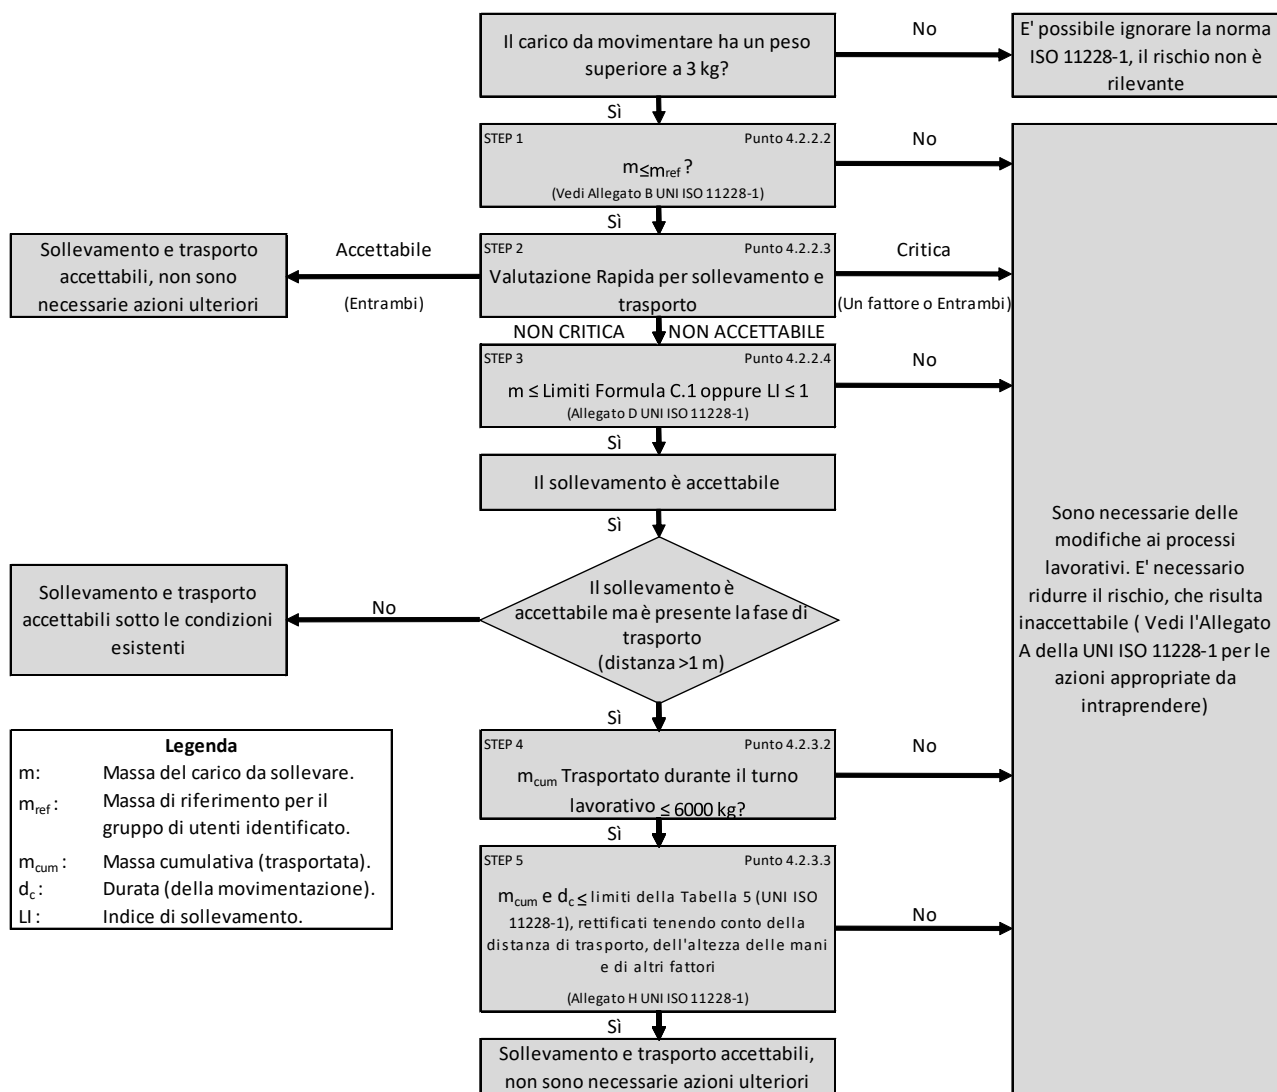 Il carico da movimentare ha un peso
superiore a 3 kg?
No
E' possibile ignorare la norma
ISO 11228-1, il rischio non è
rilevante
Sì
STEP 1 Punto 4.2.2.2
m≤mref ?
(Vedi Allegato B UNI ISO 11228-1)
No
Sì
Sollevamento e trasporto
accettabili, non sono
necessarie azioni ulteriori
Accettabile
(Entrambi)
STEP 2 Punto 4.2.2.3
Valutazione Rapida per sollevamento e
trasporto
Critica
(Un fattore o Entrambi)
NON CRITICA NON ACCETTABILE
STEP 3 Punto 4.2.2.4
m ≤ Limiti Formula C.1 oppure LI ≤ 1
(Allegato D UNI ISO 11228-1)
No
Sì
Il sollevamento è accettabile
Sì
Il sollevamento è
accettabile ma è presente la fase di
trasporto
(distanza >1 m)
No
Sollevamento e trasporto
accettabili sotto le condizioni
esistenti
Sono necessarie delle
modifiche ai processi
lavorativi. E' necessario
ridurre il rischio, che risulta
inaccettabile ( Vedi l'Allegato
A della UNI ISO 11228-1 per le
azioni appropriate da
intraprendere)
Sì
STEP 4 Punto 4.2.3.2
mcum Trasportato durante il turno
lavorativo ≤ 6000 kg?
No
Sì
STEP 5 Punto 4.2.3.3
mcum e dc ≤ limiti della Tabella 5 (UNI ISO
11228-1), rettificati tenendo conto della
distanza di trasporto, dell'altezza delle mani
e di altri fattori
(Allegato H UNI ISO 11228-1)
No
Sì
Sollevamento e trasporto accettabili,
non sono necessarie azioni ulteriori
Legenda
m: Massa del carico da sollevare.
mref : Massa di riferimento per il
gruppo di utenti identificato.
mcum : Massa cumulativa (trasportata).
dc : Durata (della movimentazione).
LI : Indice di sollevamento.